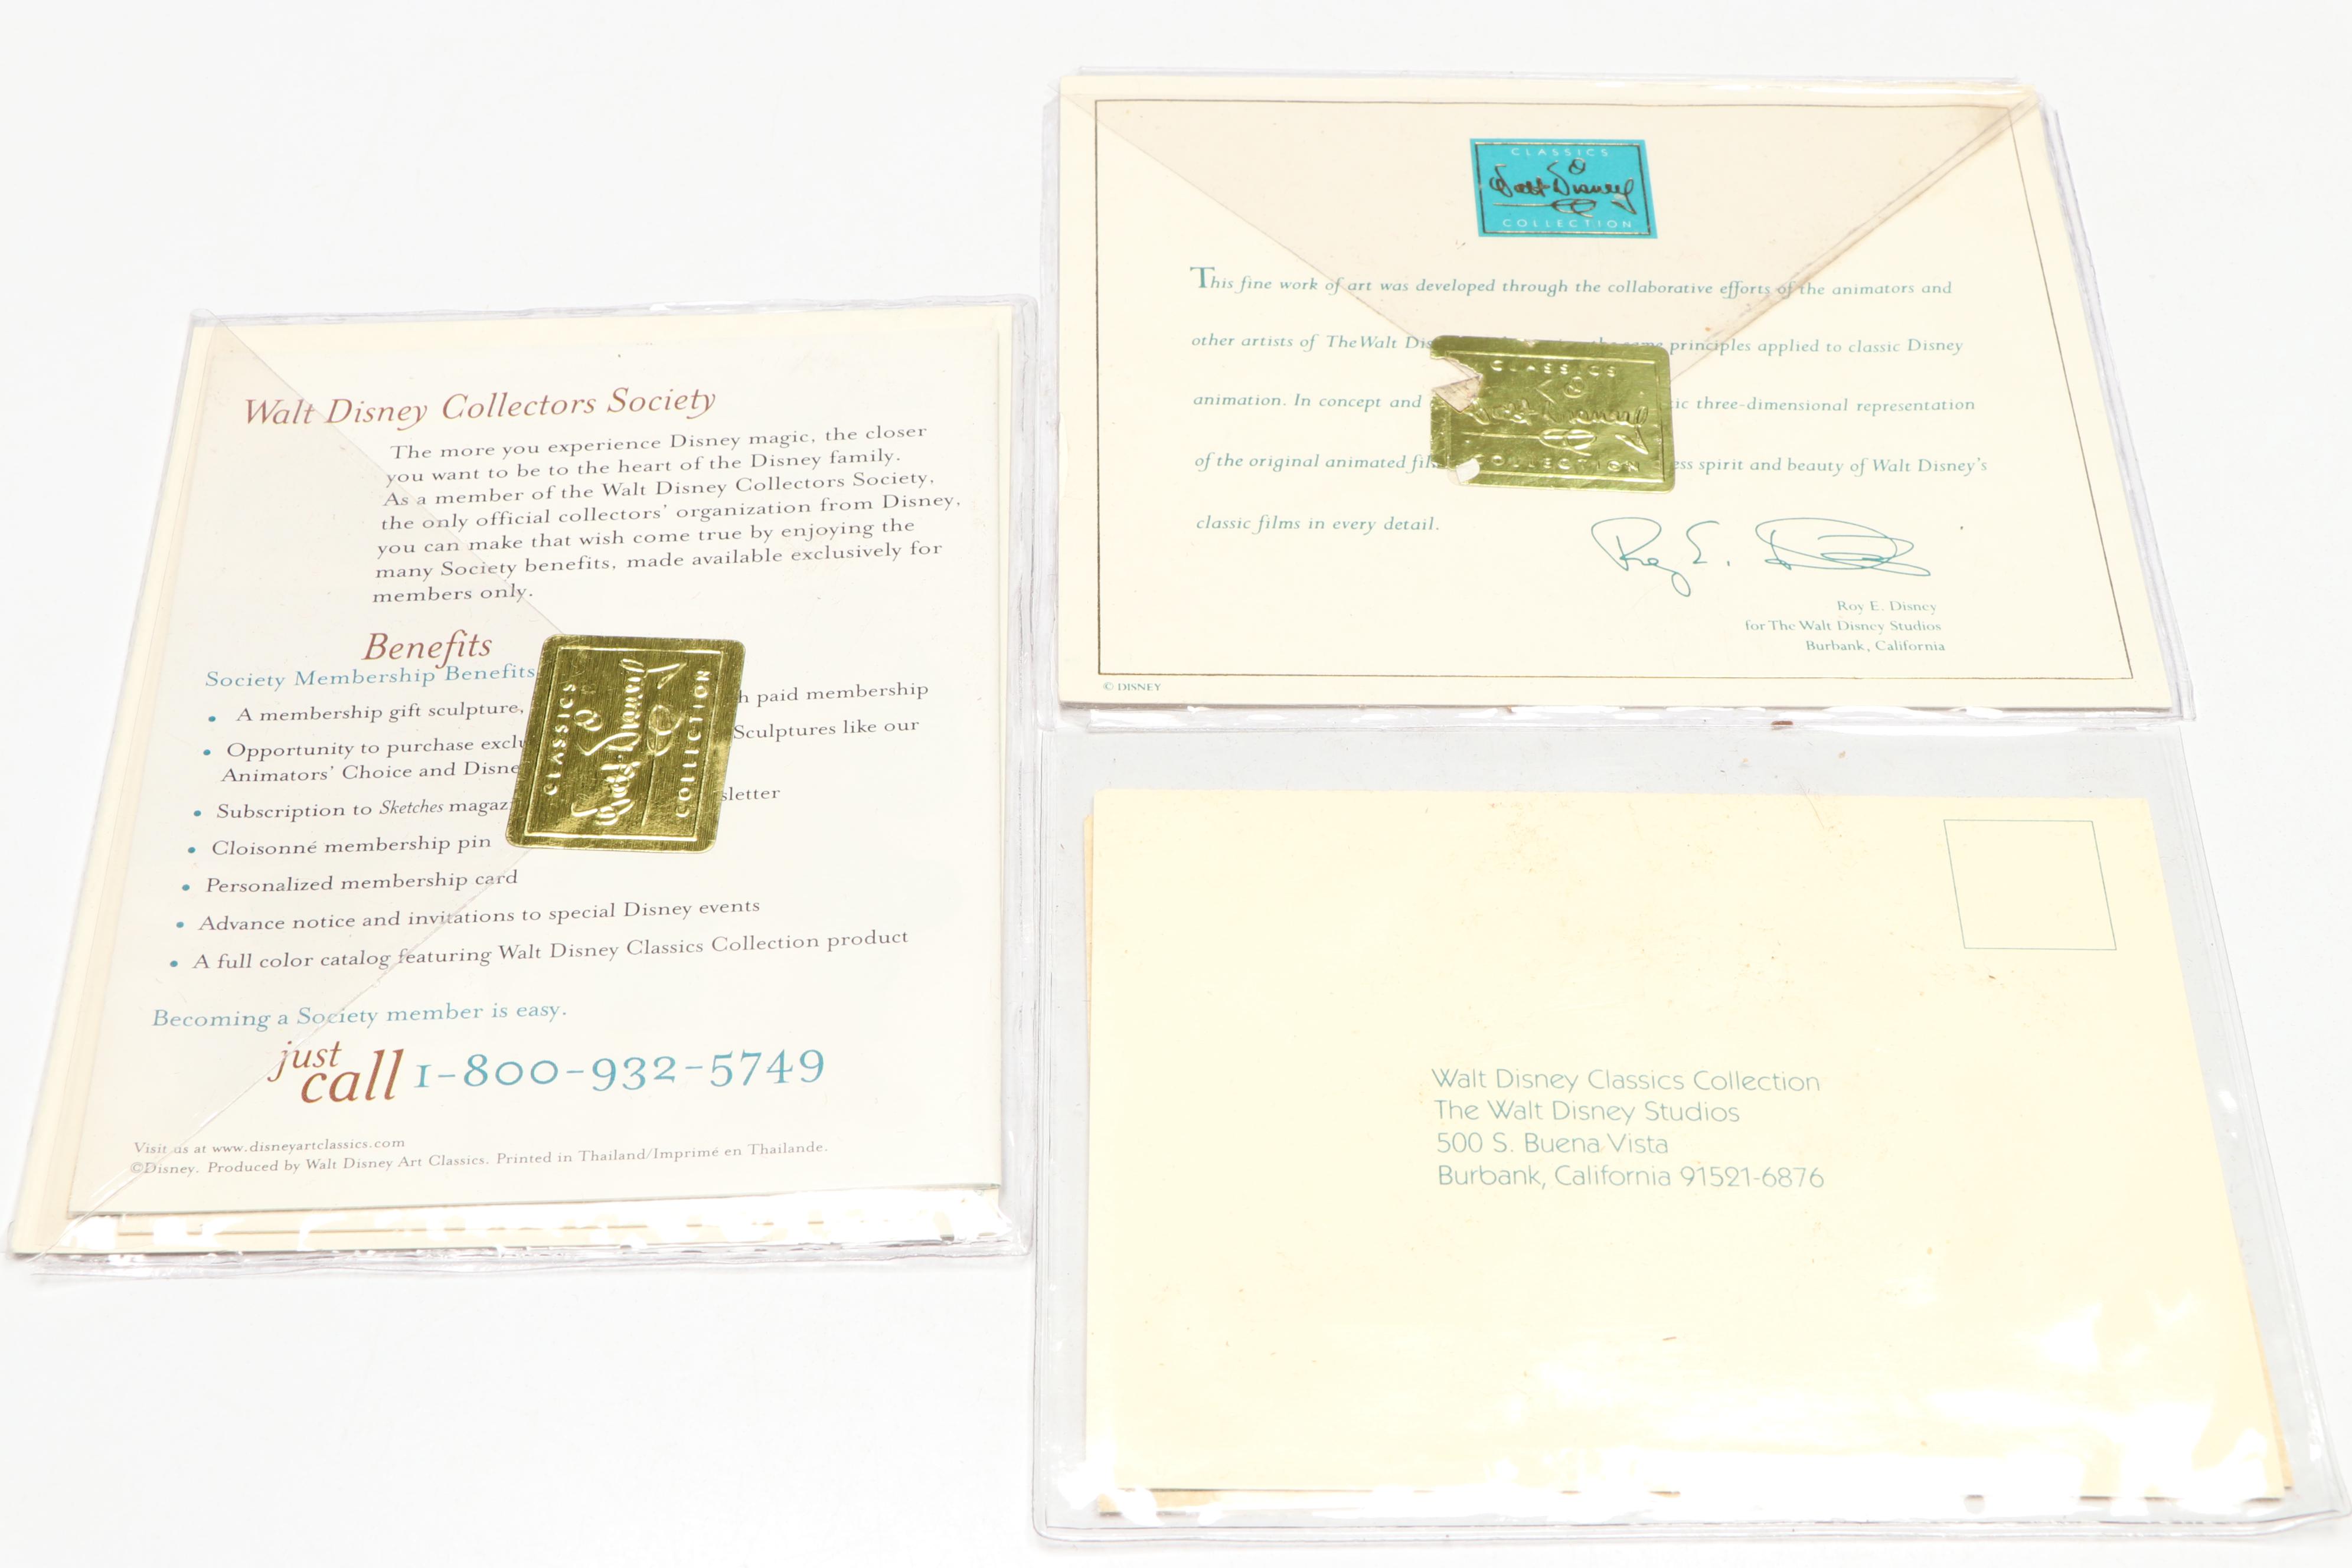 Walt Disney Collectors Society
The more you experience Disney magic, the closer
you want to be to the heart of the Disney family.
As a member of the Walt Disney Collectors Society,
the only official collectors' organization from Disney,
you can make that wish come true by enjoying the
many Society benefits, made available exclusively for
members only.
Benefits
Society Membership Benefits
• A membership gift sculpture, paid membership
• Opportunity to purchase Sculptures like our
Animators' Choice and
• Subscription to Sketches
• Cloisonné membership pin
• Personalized membership card
• Advance notice and invitations to special Disney events
• A full color catalog featuring Walt Disney Classics Collection product
Becoming a Society member is easy.
just
call 1-800-932-5749
Visit us at www.disneyartclassics.com
©Disney. Produced by Walt Disney Art Classics. Printed in Thailand/Imprimé en Thaïlande.
CLASSICS
Walt Disney
COLLECTION
CLASSICS
Walt Disney
COLLECTION
This fine work of art was developed through the collaborative efforts of the animators and
other artists of The Walt principles applied to classic Disney
animation. In concept and three-dimensional representation
of the original animated spirit and beauty of Walt Disney's
classic films in every detail.
CLASSICS
Walt Disney
COLLECTION
Roy E. Disney
Roy E. Disney
for The Walt Disney Studios
Burbank, California
© DISNEY
Walt Disney Classics Collection
The Walt Disney Studios
500 S. Buena Vista
Burbank, California 91521-6876